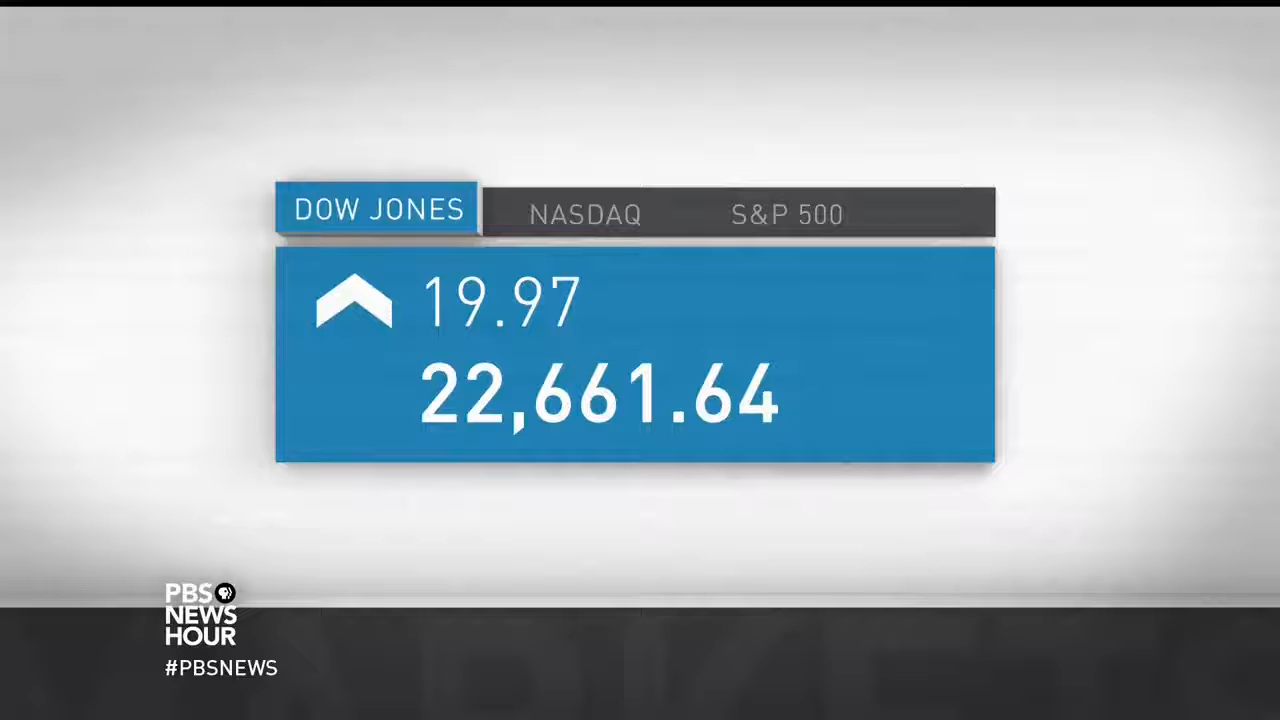 DOW JONES NASDAQ S&P 500
19.97
22,661.64
PBS
NEWS
HOUR
#PBSNEWS